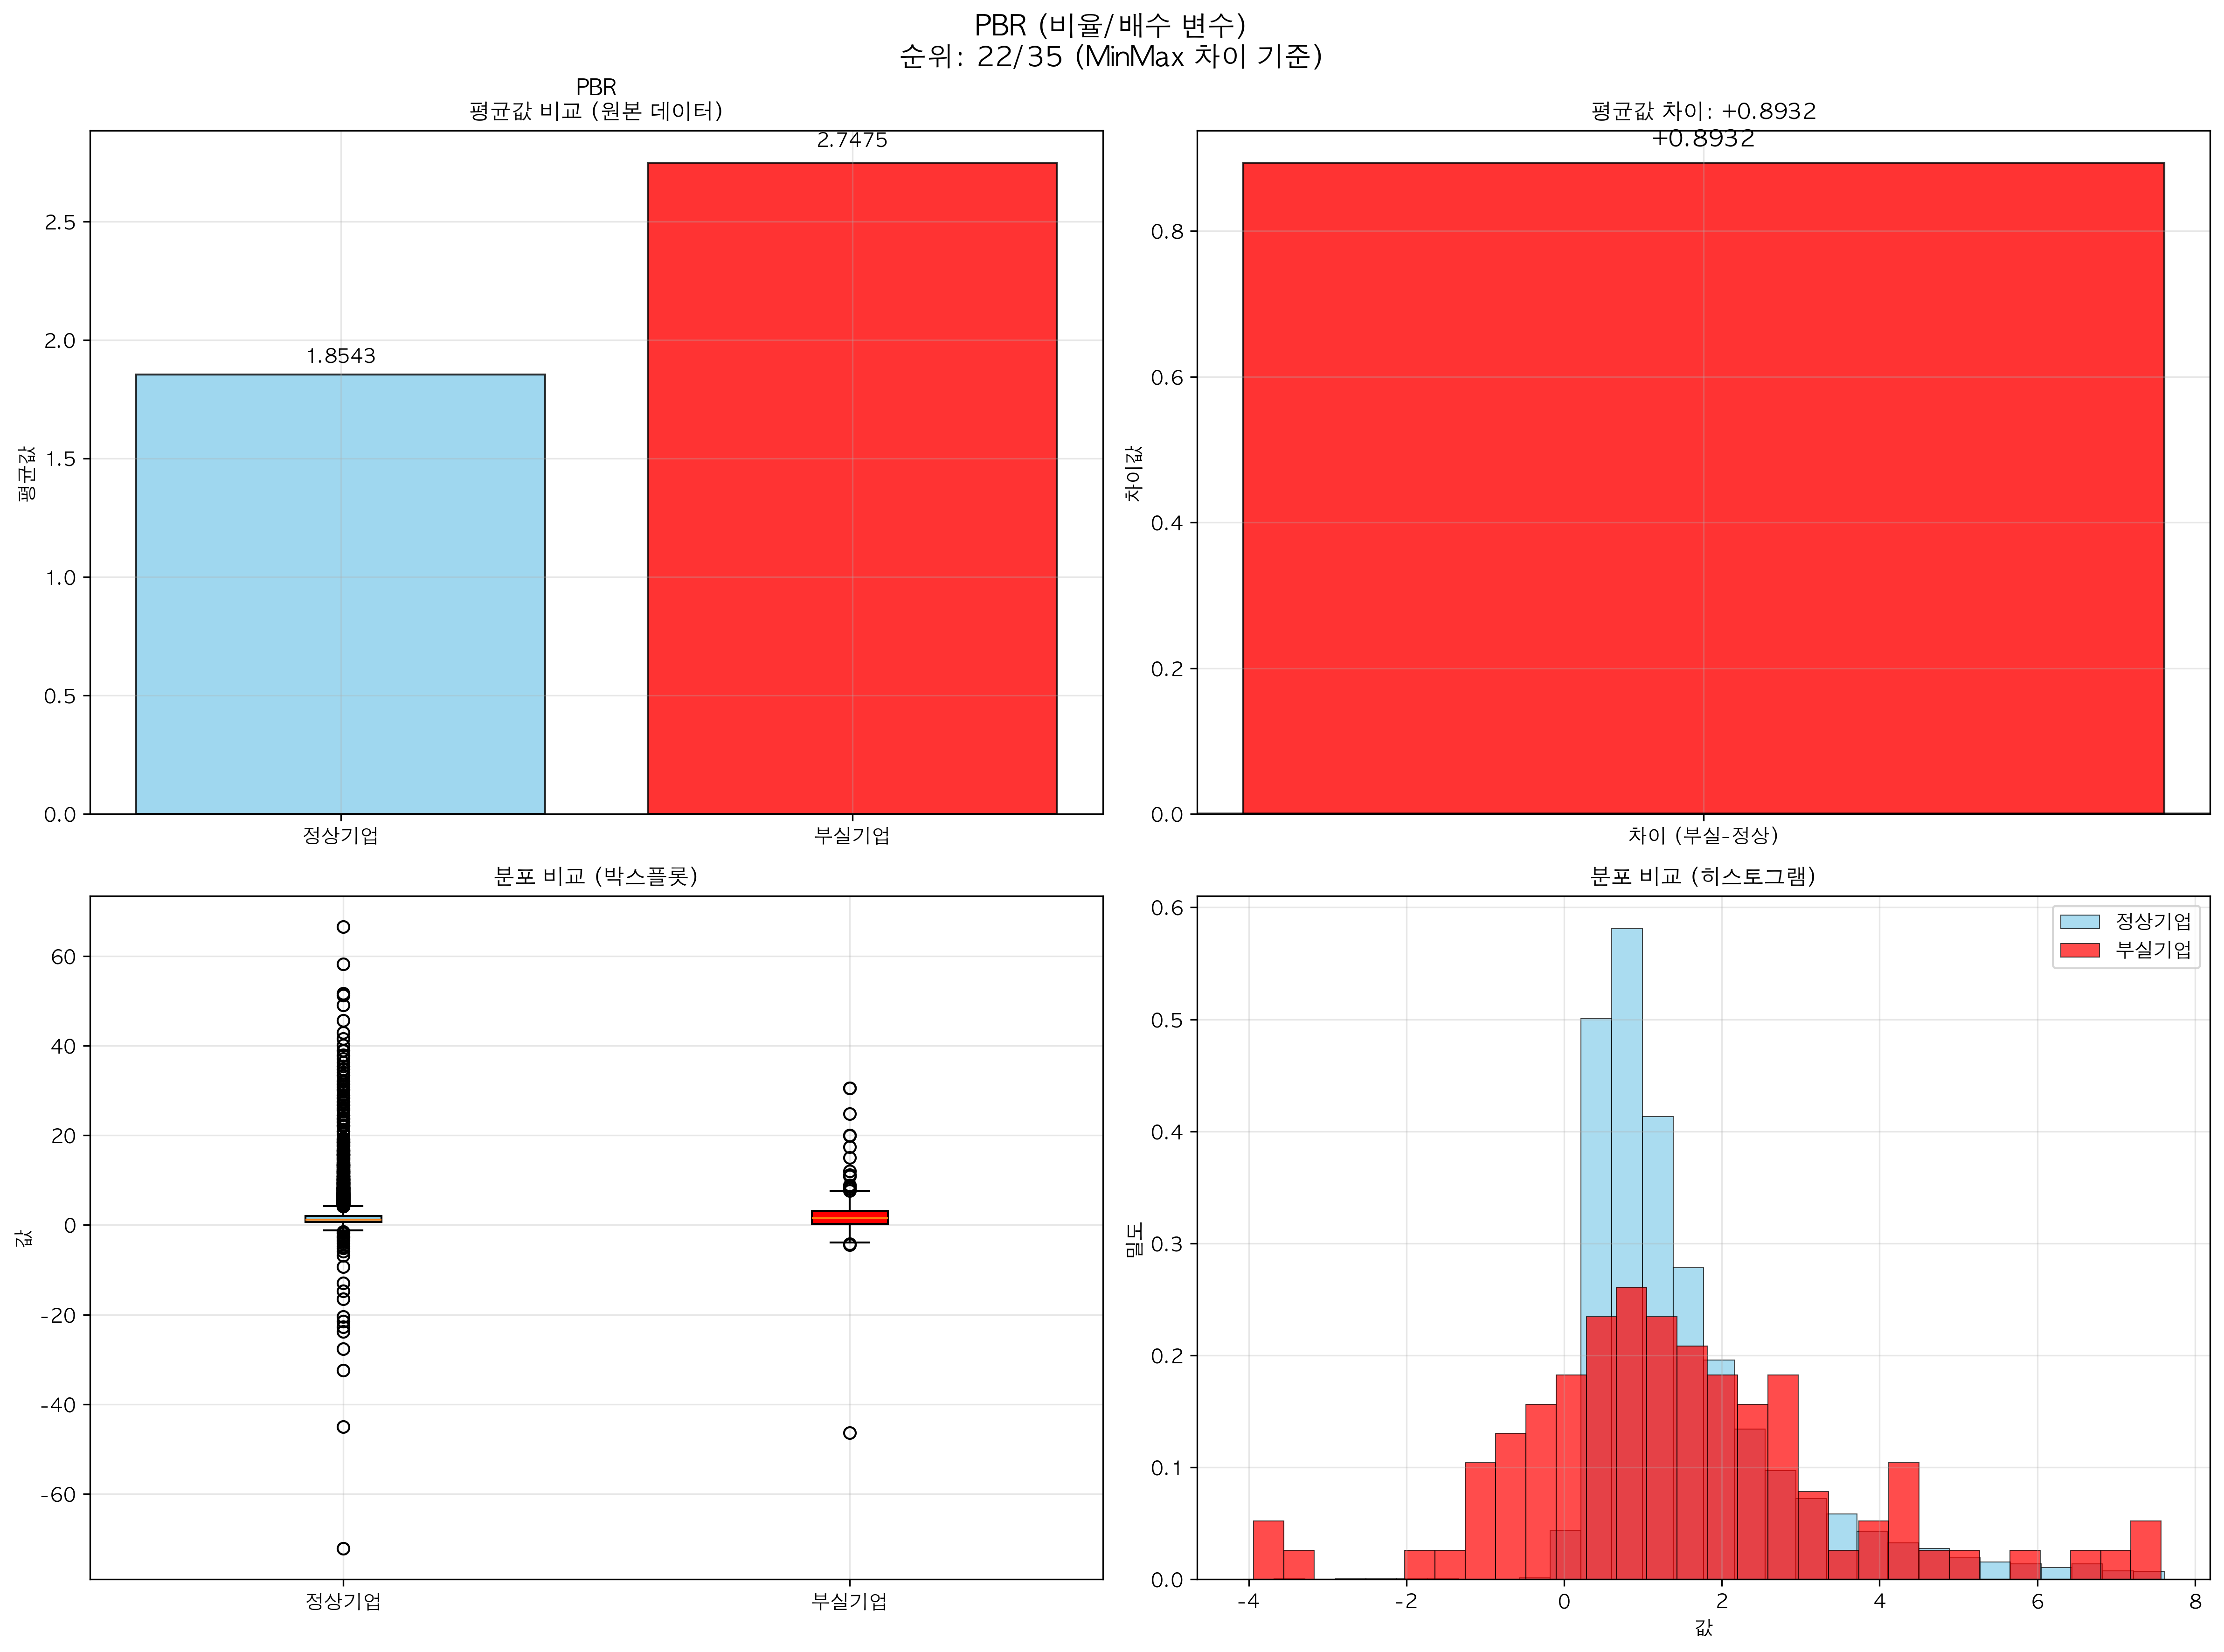 PBR (비율/배수 변수)
순위: 22/35 (MinMax 차이 기준)
PBR
평균값 비교 (원본 데이터)
2.7475
1.8543
2.5
2.0
1.5
1.0
0.5
0.0
평균값
정상기업
부실기업
평균값 차이: +0.8932
+0.8932
0.8
0.6
0.4
0.2
0.0
차이값
차이 (부실-정상)
분포 비교 (박스플롯)
60
40
20
0
-20
-40
-60
값
정상기업
부실기업
분포 비교 (히스토그램)
정상기업
부실기업
0.6
0.5
0.4
0.3
0.2
0.1
0.0
밀도
-4
-2
0
2
4
6
8
값